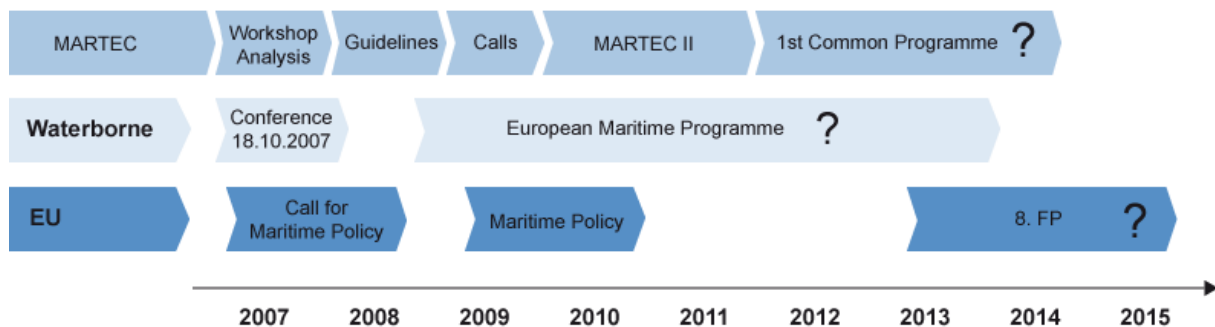 MARTEC
Workshop
Analysis
Guidelines
Calls
MARTEC II
1st Common Programme ?
Waterborne
Conference
18.10.2007
European Maritime Programme ?
EU
Call for
Maritime Policy
Maritime Policy
8. FP ?
2007 2008 2009 2010 2011 2012 2013 2014 2015